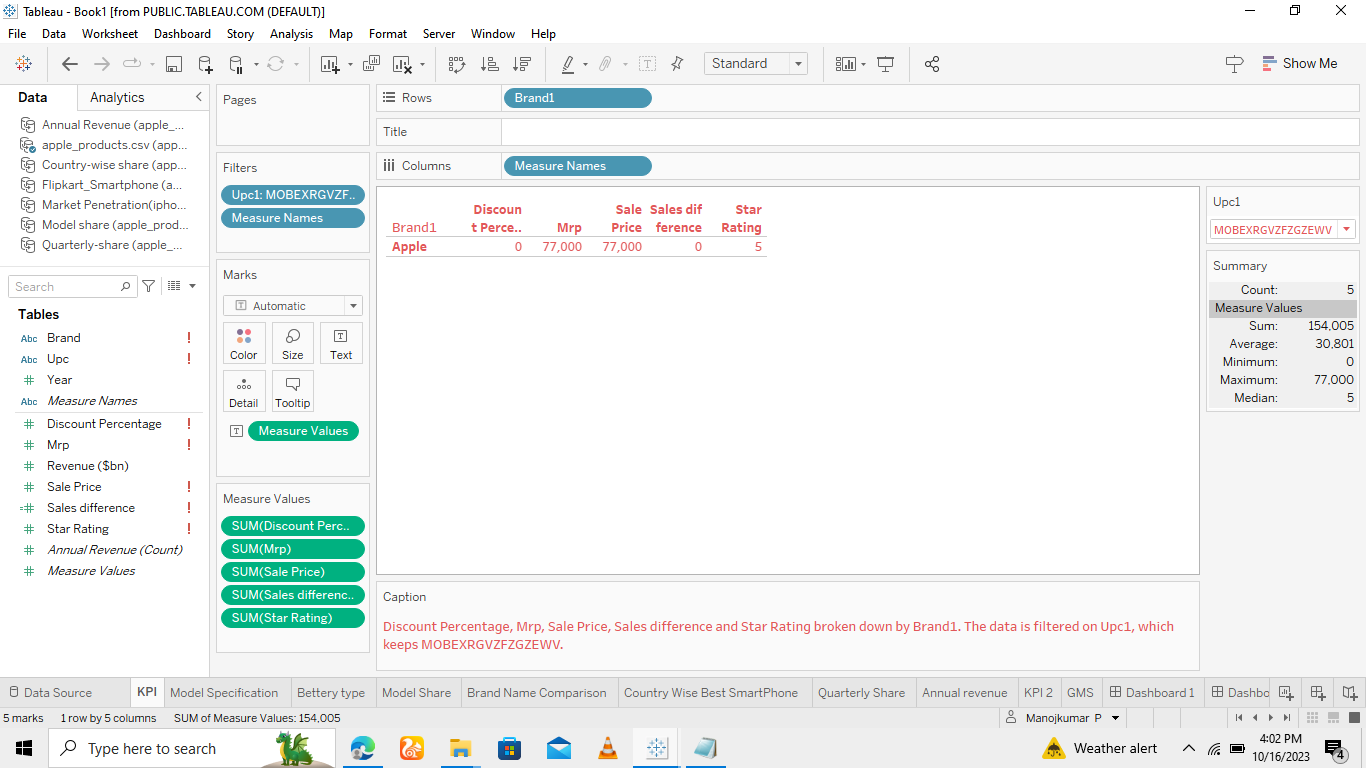 Tableau - Book1 [from PUBLIC.TABLEAU.COM (DEFAULT)]
File Data Worksheet Dashboard Story Analysis Map Format Server Window Help
Standard
Show Me
Data Analytics
Annual Revenue (apple_...
apple_products.csv (app...
Country-wise share (app...
Flipkart_Smartphone (a...
Market Penetration(ipho...
Model share (apple_prod...
Quarterly-share (apple_...
Search
Tables
Abc Brand !
Abc Upc !
# Year
Abc Measure Names
# Discount Percentage !
# Mrp !
# Revenue ($bn)
# Sale Price !
=# Sales difference !
# Star Rating !
# Annual Revenue (Count)
# Measure Values
Pages
Filters
Upc1: MOBEXRGVZF..
Measure Names
Marks
T Automatic
Color Size Text
Detail Tooltip
T Measure Values
Measure Values
SUM(Discount Perc..
SUM(Mrp)
SUM(Sale Price)
SUM(Sales differenc..
SUM(Star Rating)
Rows Brand1
Title
Columns Measure Names
Discoun Sale Sales dif Star
Brand1 t Perce.. Mrp Price ference Rating
Apple 0 77,000 77,000 0 5
Caption
Discount Percentage, Mrp, Sale Price, Sales difference and Star Rating broken down by Brand1. The data is filtered on Upc1, which
keeps MOBEXRGVZFZGZEWV.
Upc1
MOBEXRGVZFZGZEWV
Summary
Count: 5
Measure Values
Sum: 154,005
Average: 30,801
Minimum: 0
Maximum: 77,000
Median: 5
Data Source KPI Model Specification Bettery type Model Share Brand Name Comparison Country Wise Best SmartPhone Quarterly Share Annual revenue KPI 2 GMS Dashboard 1 Dashbo
5 marks 1 row by 5 columns SUM of Measure Values: 154,005
Manojkumar P
Type here to search
Weather alert
4:02 PM
10/16/2023
4